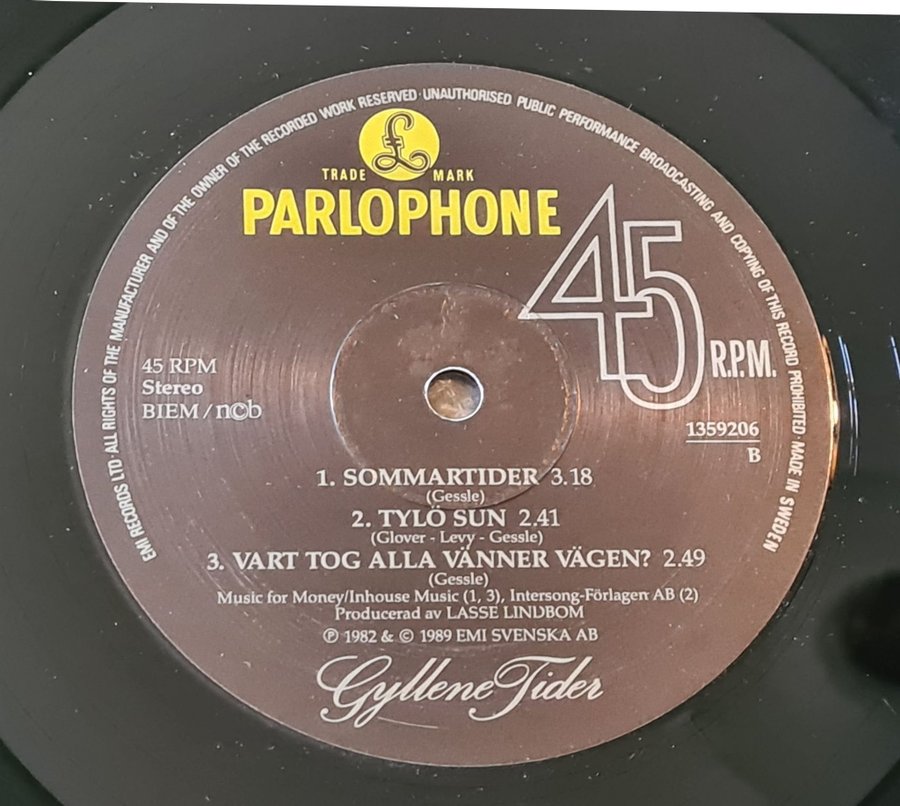 EMI RECORDS LTD · ALL RIGHTS OF THE MANUFACTURER AND OF THE OWNER OF THE RECORDED WORK RESERVED · UNAUTHORISED PUBLIC PERFORMANCE BROADCASTING AND COPYING OF THIS RECORD PROHIBITED · MADE IN SWEDEN
£
TRADE MARK
PARLOPHONE
45 R.P.M.
45 RPM
Stereo
BIEM / n©b
1359206
B
1. SOMMARTIDER 3.18
(Gessle)
2. TYLÖ SUN 2.41
(Glover - Levy - Gessle)
3. VART TOG ALLA VÄNNER VÄGEN? 2.49
(Gessle)
Music for Money/Inhouse Music (1, 3), Intersong-Förlagen AB (2)
Producerad av LASSE LINDBOM
℗ 1982 & © 1989 EMI SVENSKA AB
Gyllene Tider